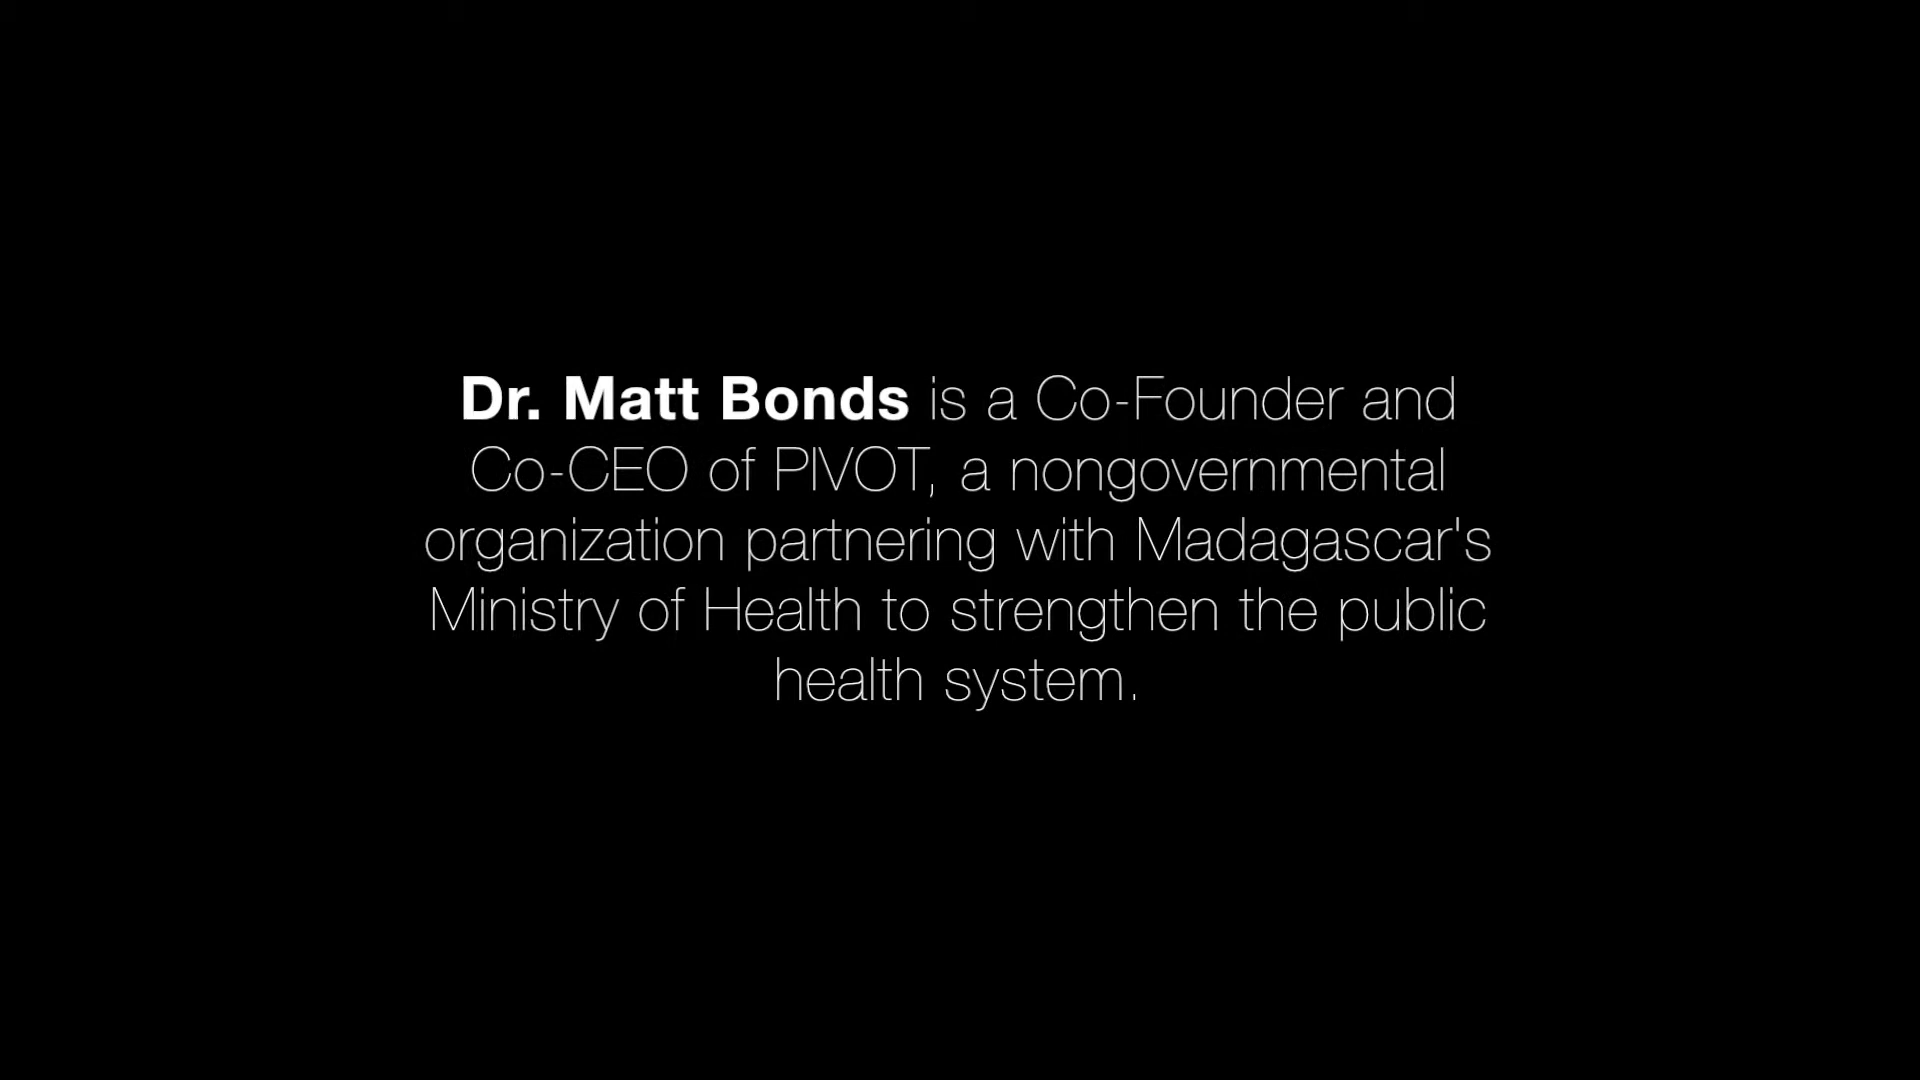 Dr. Matt Bonds is a Co-Founder and
Co-CEO of PIVOT, a nongovernmental
organization partnering with Madagascar's
Ministry of Health to strengthen the public
health system.